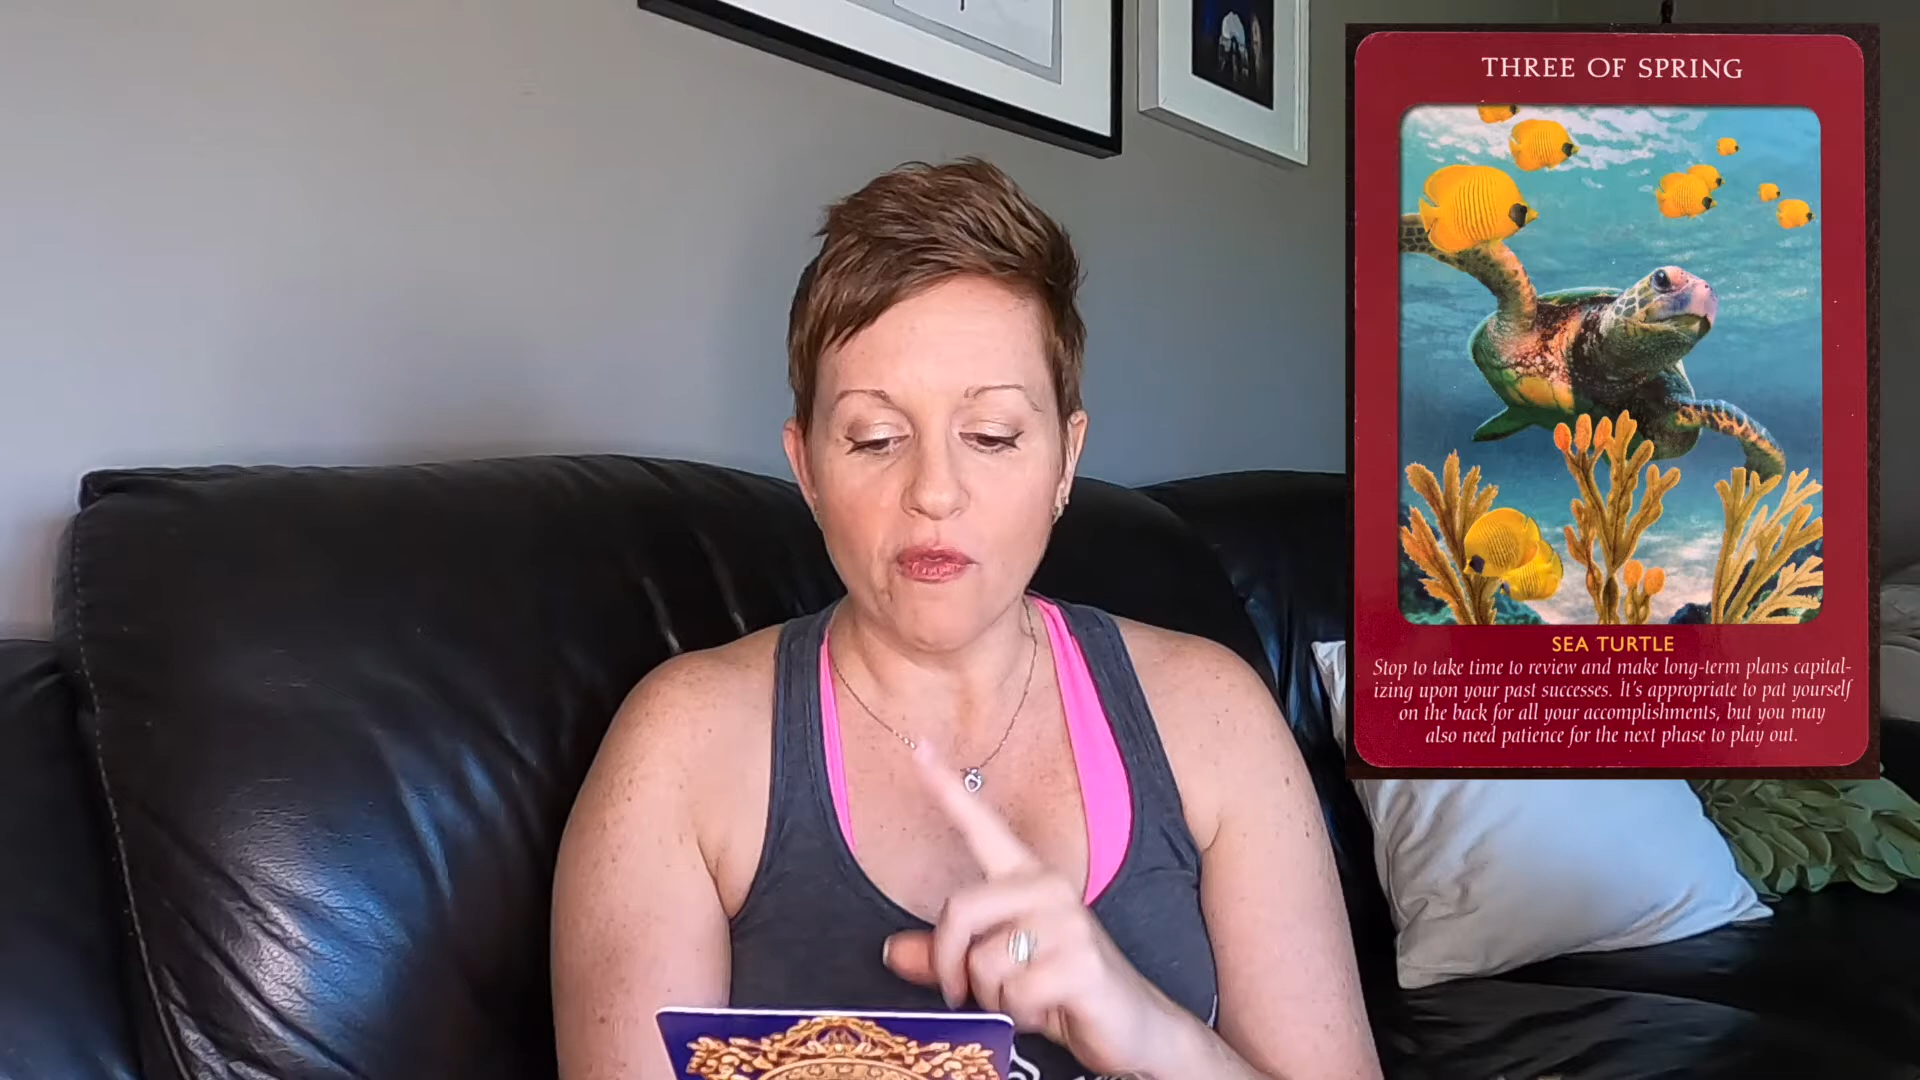 THREE OF SPRING
SEA TURTLE
Stop to take time to review and make long-term plans capital-
izing upon your past successes. It's appropriate to pat yourself
on the back for all your accomplishments, but you may
also need patience for the next phase to play out.